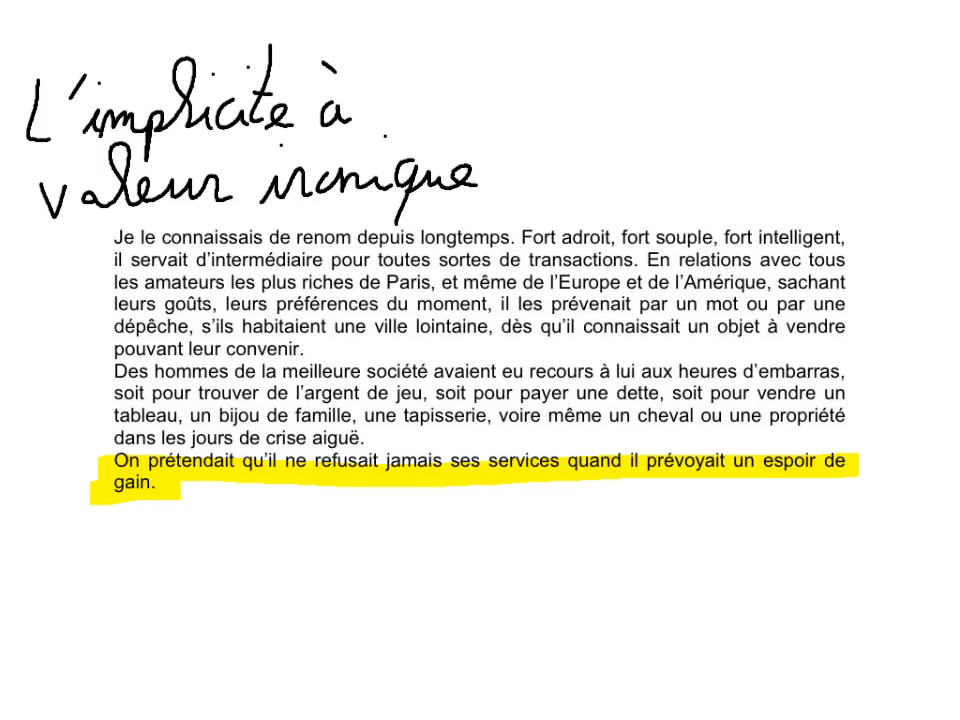 L'implicite à
valeur ironique
Je le connaissais de renom depuis longtemps. Fort adroit, fort souple, fort intelligent,
il servait d'intermédiaire pour toutes sortes de transactions. En relations avec tous
les amateurs les plus riches de Paris, et même de l'Europe et de l'Amérique, sachant
leurs goûts, leurs préférences du moment, il les prévenait par un mot ou par une
dépêche, s'ils habitaient une ville lointaine, dès qu'il connaissait un objet à vendre
pouvant leur convenir.
Des hommes de la meilleure société avaient eu recours à lui aux heures d'embarras,
soit pour trouver de l'argent de jeu, soit pour payer une dette, soit pour vendre un
tableau, un bijou de famille, une tapisserie, voire même un cheval ou une propriété
dans les jours de crise aiguë.
On prétendait qu'il ne refusait jamais ses services quand il prévoyait un espoir de
gain.